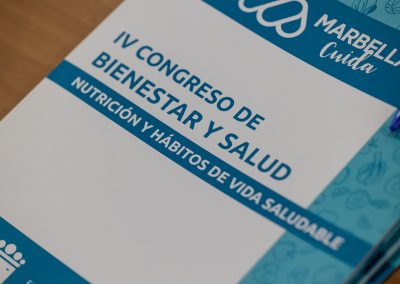 MARBELLA
Cuida
IV CONGRESO DE
BIENESTAR Y SALUD
NUTRICIÓN Y HÁBITOS DE VIDA SALUDABLE